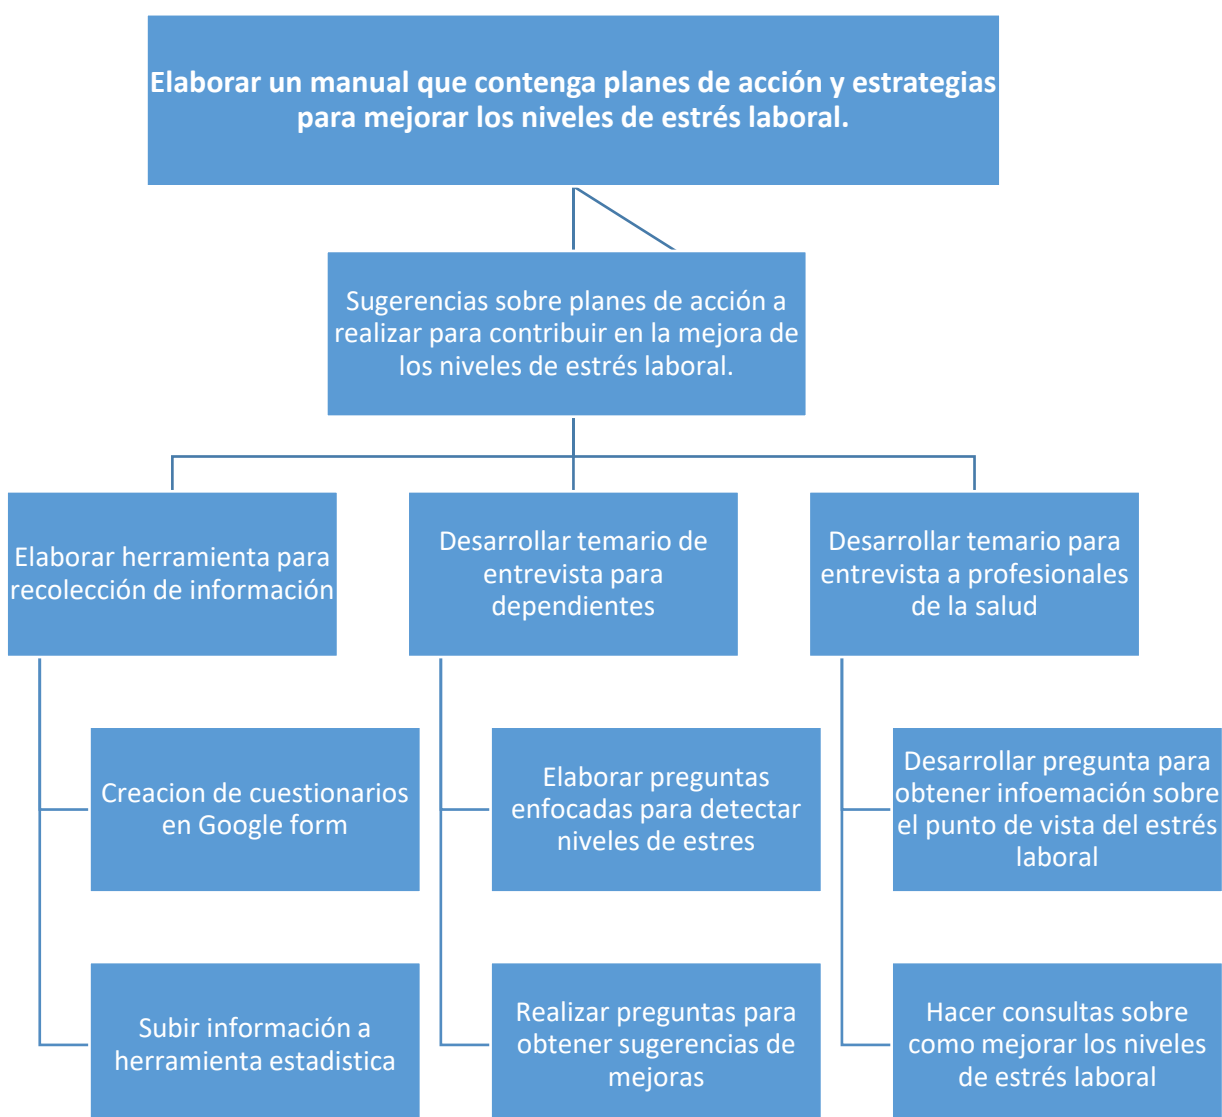 Elaborar un manual que contenga planes de acción y estrategias
para mejorar los niveles de estrés laboral.
Sugerencias sobre planes de acción a
realizar para contribuir en la mejora de
los niveles de estrés laboral.
Elaborar herramienta para
recolección de información
Desarrollar temario de
entrevista para
dependientes
Desarrollar temario para
entrevista a profesionales
de la salud
Creacion de cuestionarios
en Google form
Elaborar preguntas
enfocadas para detectar
niveles de estres
Desarrollar pregunta para
obtener infoemación sobre
el punto de vista del estrés
laboral
Subir información a
herramienta estadistica
Realizar preguntas para
obtener sugerencias de
mejoras
Hacer consultas sobre
como mejorar los niveles
de estrés laboral